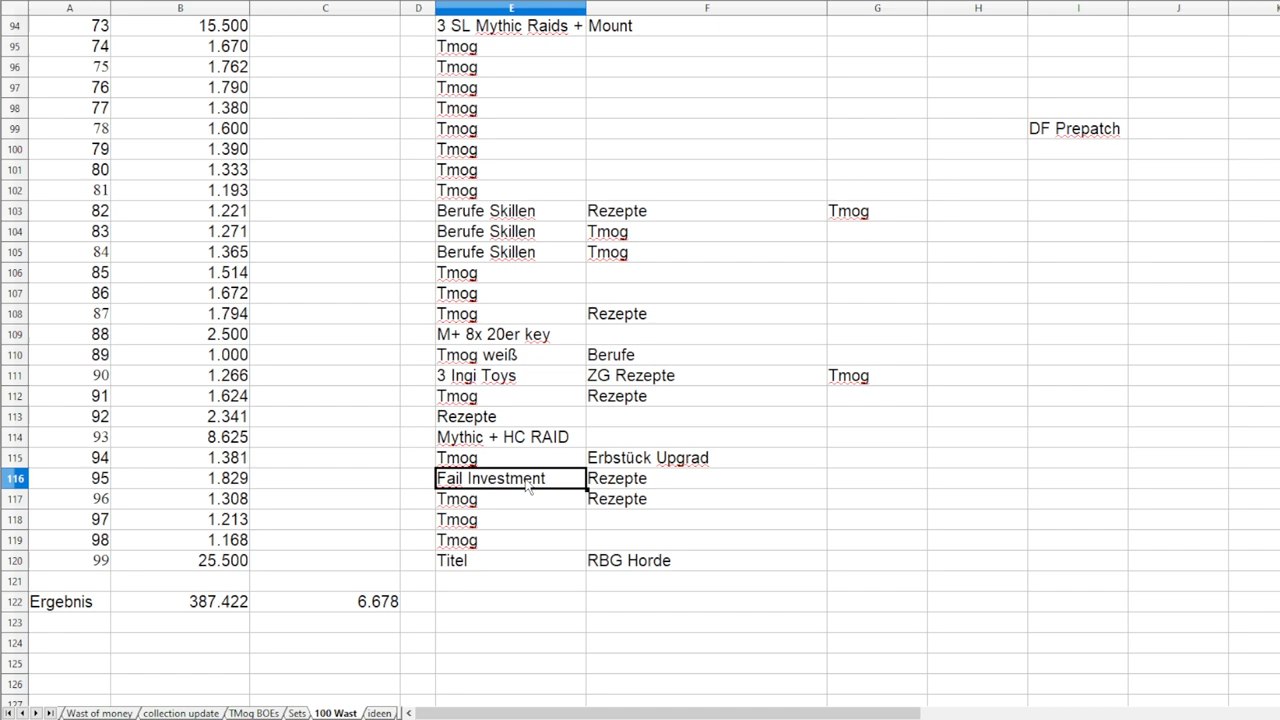 A B C D E F G H I J
94 73 15.500 3 SL Mythic Raids + Mount
95 74 1.670 Tmog
96 75 1.762 Tmog
97 76 1.790 Tmog
98 77 1.380 Tmog
99 78 1.600 Tmog DF Prepatch
100 79 1.390 Tmog
101 80 1.333 Tmog
102 81 1.193 Tmog
103 82 1.221 Berufe Skillen Rezepte Tmog
104 83 1.271 Berufe Skillen Tmog
105 84 1.365 Berufe Skillen Tmog
106 85 1.514 Tmog
107 86 1.672 Tmog
108 87 1.794 Tmog Rezepte
109 88 2.500 M+ 8x 20er key
110 89 1.000 Tmog weiß Berufe
111 90 1.266 3 Ingi Toys ZG Rezepte Tmog
112 91 1.624 Tmog Rezepte
113 92 2.341 Rezepte
114 93 8.625 Mythic + HC RAID
115 94 1.381 Tmog Erbstück Upgrad
116 95 1.829 Fail Investment Rezepte
117 96 1.308 Tmog Rezepte
118 97 1.213 Tmog
119 98 1.168 Tmog
120 99 25.500 Titel RBG Horde
121
122 Ergebnis 387.422 6.678
123
124
125
126
127
Wast of money collection update TMog BOEs Sets 100 Wast ideen